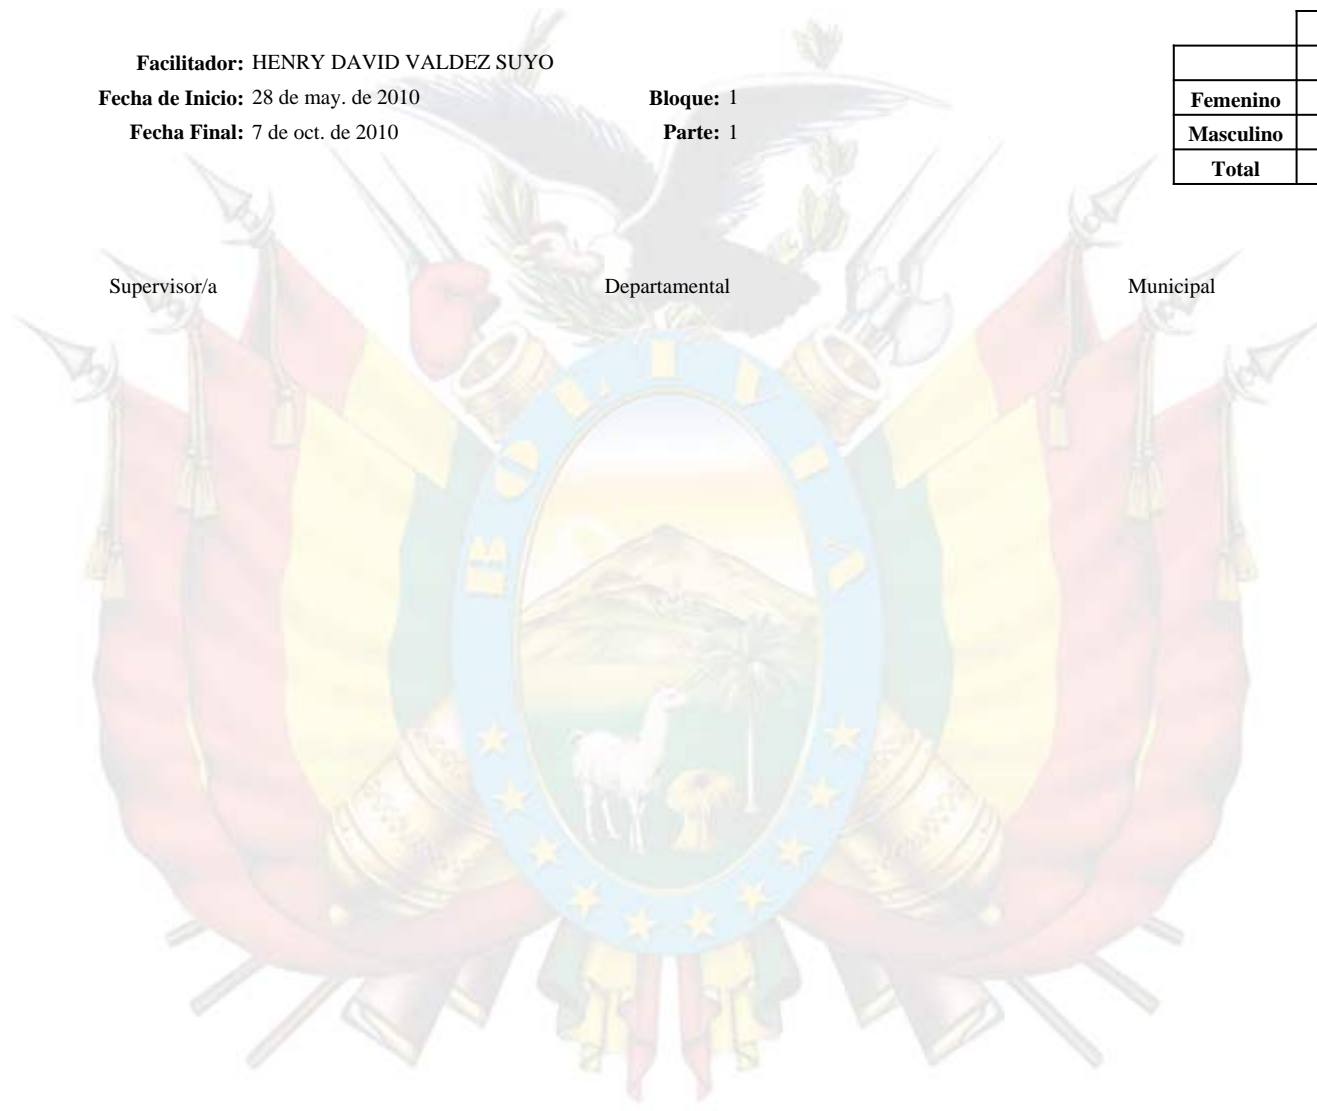 Facilitador: HENRY DAVID VALDEZ SUYO
Fecha de Inicio: 28 de may. de 2010 Bloque: 1
Femenino
Fecha Final: 7 de oct. de 2010 Parte: 1
Masculino
Total
Supervisor/a Departamental Municipal
BOLIVIA